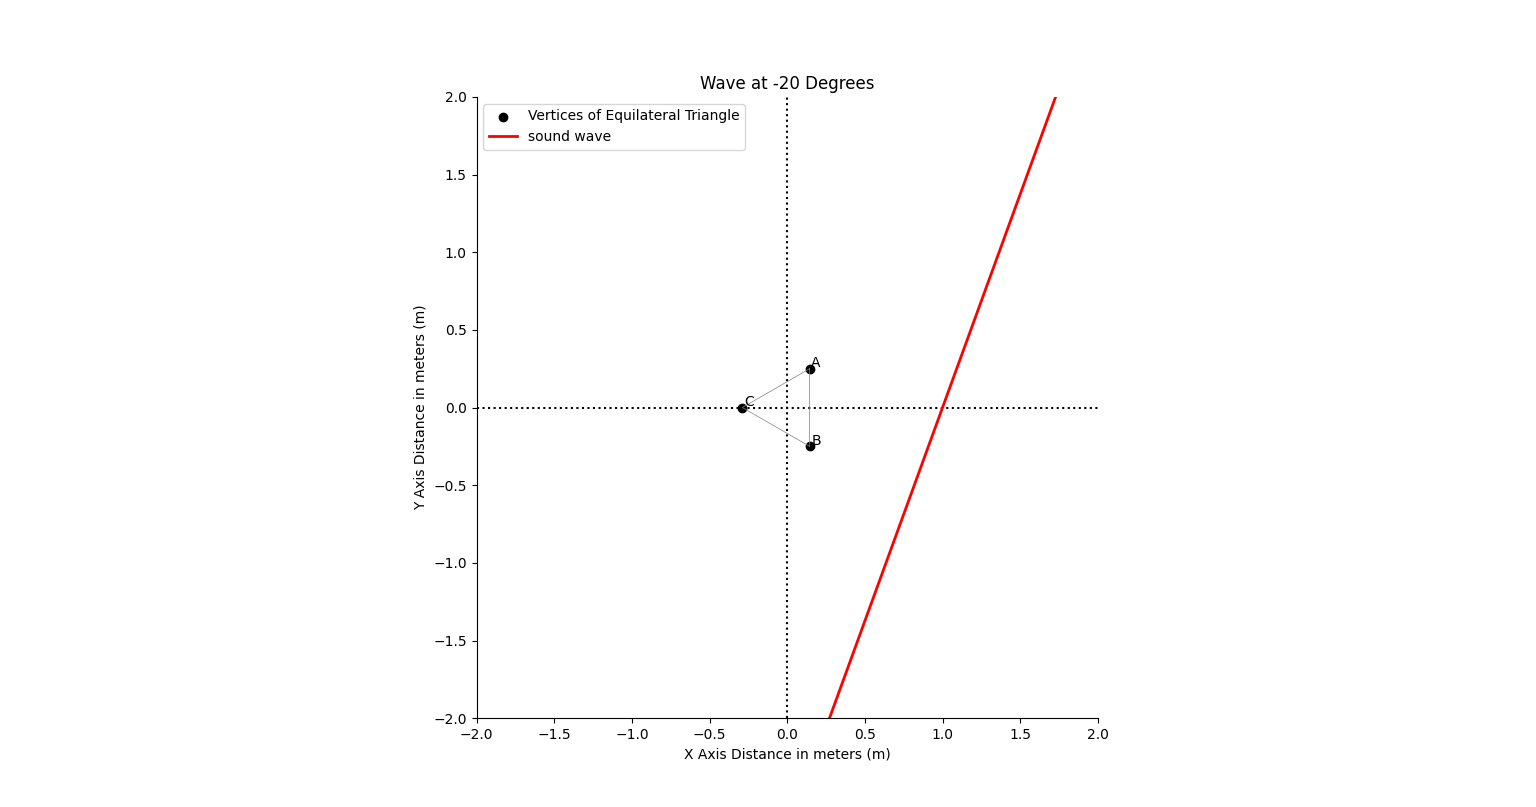 Wave at -20 Degrees
Vertices of Equilateral Triangle
sound wave
2.0
1.5
1.0
0.5
0.0
−0.5
−1.0
−1.5
−2.0
Y Axis Distance in meters (m)
A
C
B
−2.0 −1.5 −1.0 −0.5 0.0 0.5 1.0 1.5 2.0
X Axis Distance in meters (m)